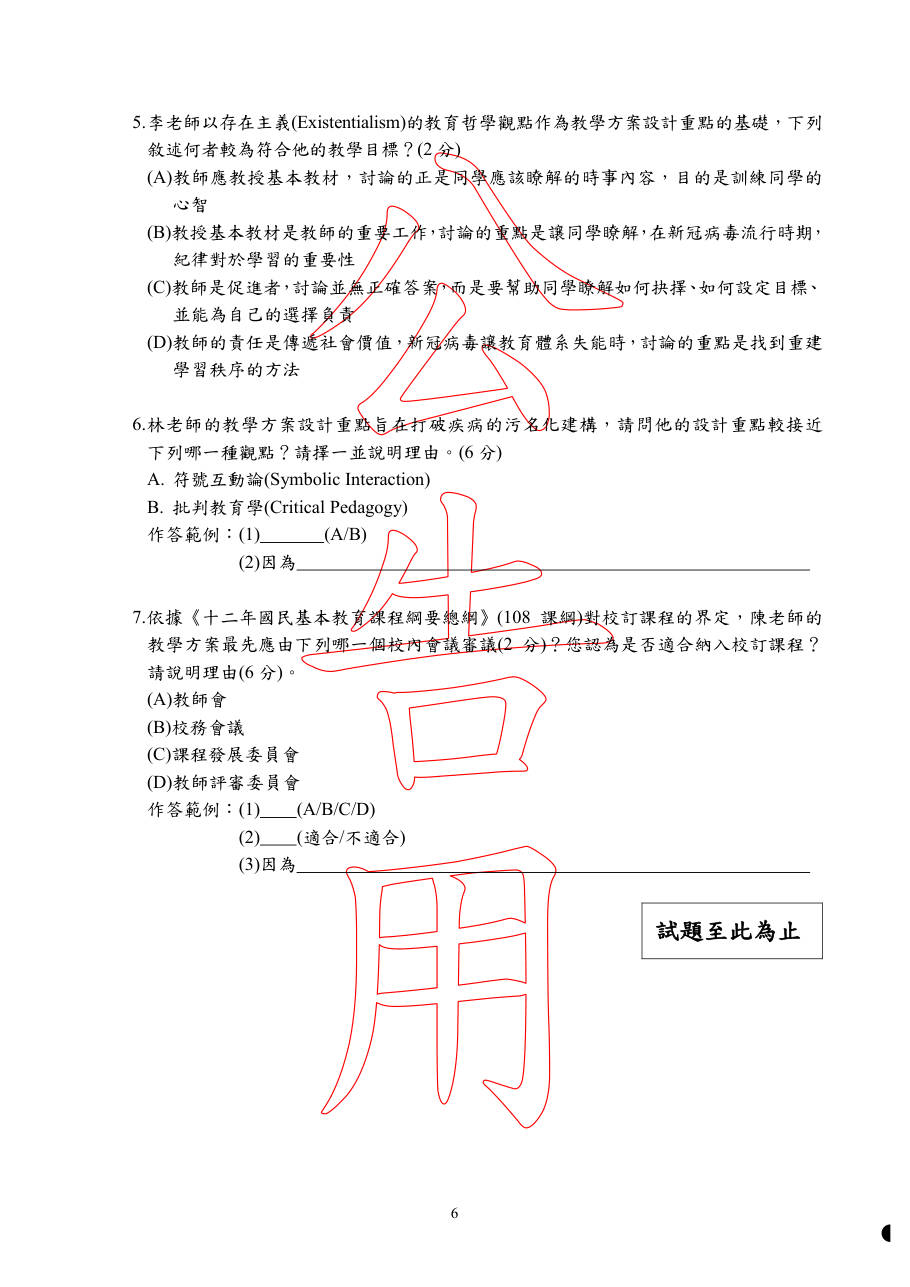 5.李老師以存在主義(Existentialism)的教育哲學觀點作為教學方案設計重點的基礎，下列
敘述何者較為符合他的教學目標？(2 分)
(A)教師應教授基本教材，討論的正是同學應該瞭解的時事內容，目的是訓練同學的
心智
(B)教授基本教材是教師的重要工作，討論的重點是讓同學瞭解，在新冠病毒流行時期，
紀律對於學習的重要性
(C)教師是促進者，討論並無正確答案，而是要幫助同學瞭解如何抉擇、如何設定目標、
並能為自己的選擇負責
(D)教師的責任是傳遞社會價值，新冠病毒讓教育體系失能時，討論的重點是找到重建
學習秩序的方法
6.林老師的教學方案設計重點旨在打破疾病的污名化建構，請問他的設計重點較接近
下列哪一種觀點？請擇一並說明理由。(6 分)
A. 符號互動論(Symbolic Interaction)
B. 批判教育學(Critical Pedagogy)
作答範例：(1)_______(A/B)
(2)因為_______
7.依據《十二年國民基本教育課程綱要總綱》(108 課綱)對校訂課程的界定，陳老師的
教學方案最先應由下列哪一個校內會議審議(2 分)？您認為是否適合納入校訂課程？
請說明理由(6 分)。
(A)教師會
(B)校務會議
(C)課程發展委員會
(D)教師評審委員會
作答範例：(1)____(A/B/C/D)
(2)____(適合/不適合)
(3)因為_______
試題至此為止
公告用
6